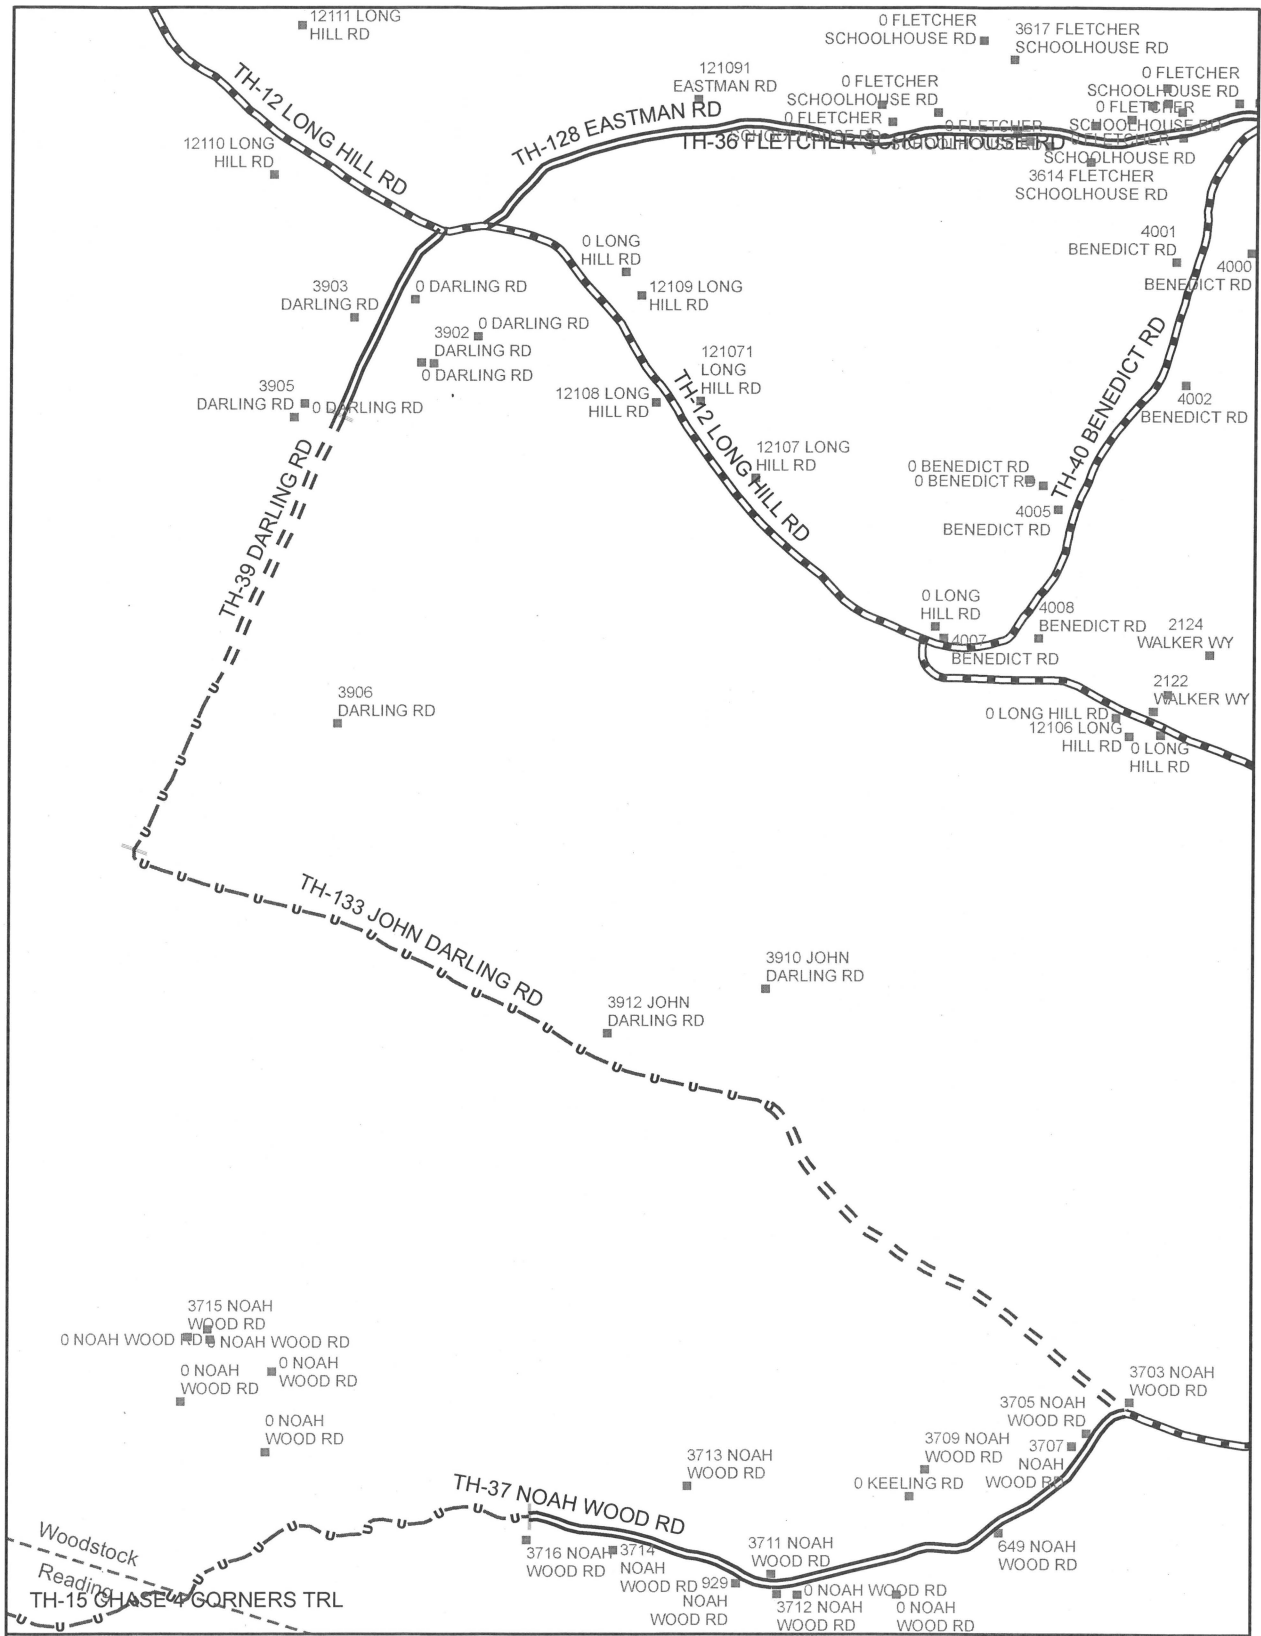 12111 LONG
HILL RD
0 FLETCHER
SCHOOLHOUSE RD
3617 FLETCHER
SCHOOLHOUSE RD
121091
EASTMAN RD
0 FLETCHER
SCHOOLHOUSE RD
0 FLETCHER
SCHOOLHOUSE RD
TH-12 LONG HILL RD
TH-128 EASTMAN RD
0 FLETCHER
SCHOOLHOUSE RD
0 FLETCHER
SCHOOLHOUSE RD
0 FLETCHER
SCHOOLHOUSE RD
TH-36 FLETCHER SCHOOLHOUSE RD
0 FLETCHER
SCHOOLHOUSE RD
12110 LONG
HILL RD
3614 FLETCHER
SCHOOLHOUSE RD
4001
BENEDICT RD
4000
BENEDICT RD
0 LONG
HILL RD
12109 LONG
HILL RD
3903
DARLING RD
0 DARLING RD
0 DARLING RD
3902
DARLING RD
0 DARLING RD
121071
LONG
HILL RD
12108 LONG
HILL RD
TH-12 LONG HILL RD
TH-40 BENEDICT RD
4002
BENEDICT RD
3905
DARLING RD
0 DARLING RD
12107 LONG
HILL RD
0 BENEDICT RD
0 BENEDICT RD
4005
BENEDICT RD
TH-39 DARLING RD
0 LONG
HILL RD
4008
BENEDICT RD
4007
BENEDICT RD
2124
WALKER WY
2122
WALKER WY
3906
DARLING RD
0 LONG HILL RD
12106 LONG
HILL RD
0 LONG
HILL RD
TH-133 JOHN DARLING RD
3910 JOHN
DARLING RD
3912 JOHN
DARLING RD
3715 NOAH
WOOD RD
0 NOAH WOOD RD
0 NOAH WOOD RD
0 NOAH
WOOD RD
0 NOAH
WOOD RD
0 NOAH
WOOD RD
3703 NOAH
WOOD RD
3705 NOAH
WOOD RD
3707
NOAH
WOOD RD
3709 NOAH
WOOD RD
0 KEELING RD
3713 NOAH
WOOD RD
TH-37 NOAH WOOD RD
3716 NOAH
WOOD RD
3714
NOAH
WOOD RD
3711 NOAH
WOOD RD
649 NOAH
WOOD RD
929
NOAH
WOOD RD
0 NOAH WOOD RD
3712 NOAH
WOOD RD
0 NOAH
WOOD RD
Woodstock
Reading
TH-15 CHASE 4 CORNERS TRL